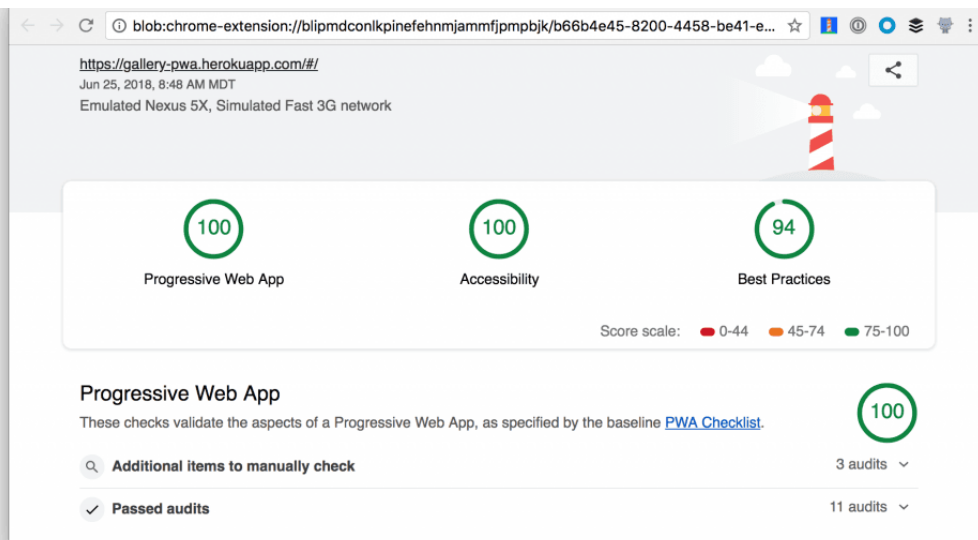 blob:chrome-extension://blipmdconlkpinefehnmjammfjpmpbjk/b66b4e45-8200-4458-be41-e...
https://gallery-pwa.herokuapp.com/#/
Jun 25, 2018, 8:48 AM MDT
Emulated Nexus 5X, Simulated Fast 3G network
100 100 94
Progressive Web App Accessibility Best Practices
Score scale: 0-44 45-74 75-100
Progressive Web App
100
These checks validate the aspects of a Progressive Web App, as specified by the baseline PWA Checklist.
Additional items to manually check 3 audits
Passed audits 11 audits